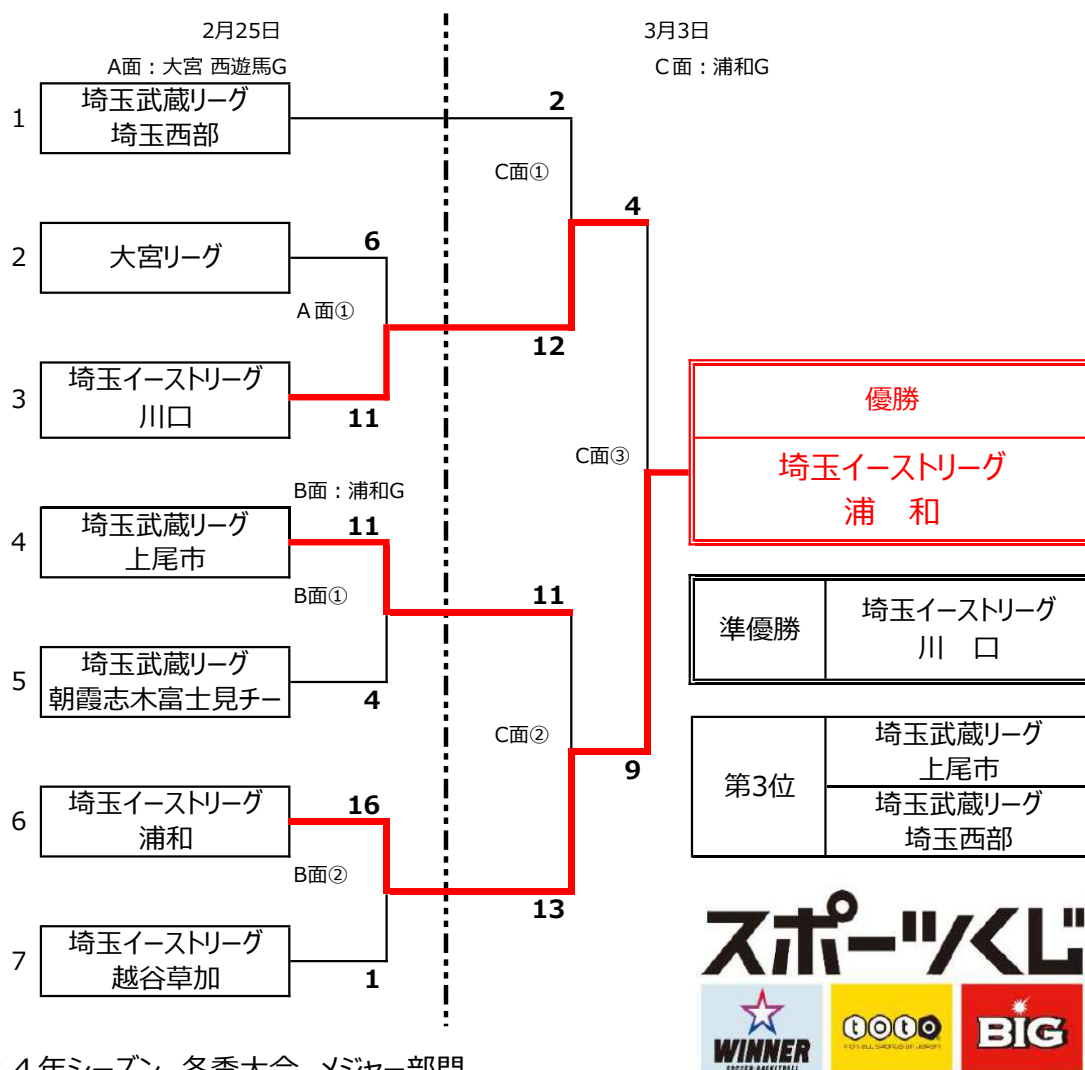 2月25日
3月3日
A面：大宮 西遊馬G
C面：浦和G
1
埼玉武蔵リーグ
埼玉西部
2
C面①
4
2
大宮リーグ
6
A面①
12
3
埼玉イーストリーグ
川口
11
優勝
埼玉イーストリーグ
浦　和
C面③
B面：浦和G
4
埼玉武蔵リーグ
上尾市
11
B面①
11
準優勝
埼玉イーストリーグ
川　口
5
埼玉武蔵リーグ
朝霞志木富士見チー
4
C面②
9
第3位
埼玉武蔵リーグ
上尾市
埼玉武蔵リーグ
埼玉西部
6
埼玉イーストリーグ
浦和
16
B面②
13
7
埼玉イーストリーグ
越谷草加
1
スポーツくじ
WINNER
toto
BIG